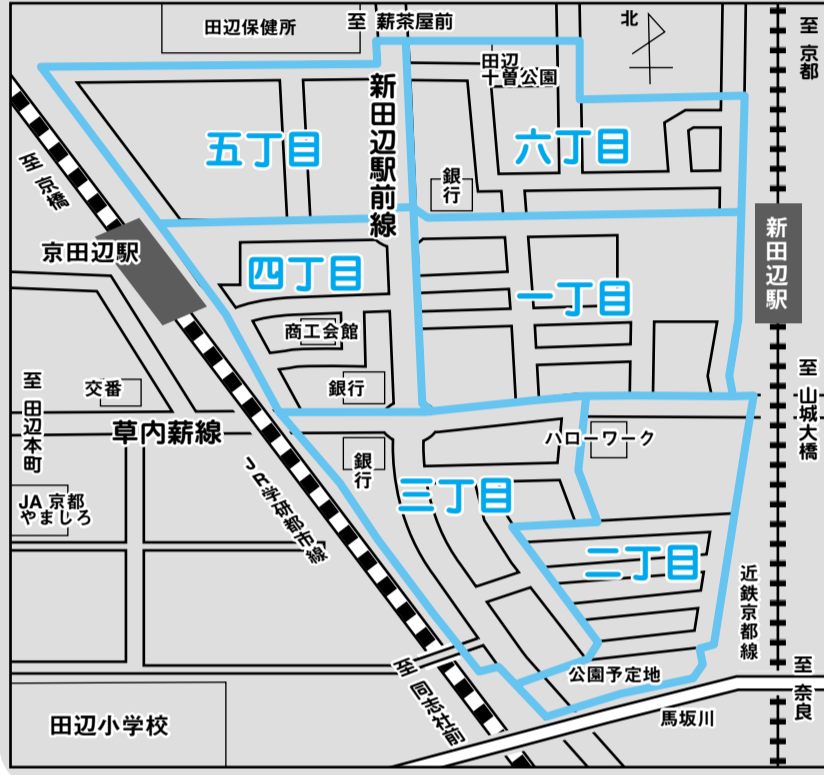 田辺保健所
至 薪茶屋前
北
至 京都
田辺
十曽公園
新田辺駅前線
五丁目
六丁目
至 京橋
銀行
京田辺駅
四丁目
新田辺駅
一丁目
商工会館
至 田辺本町
交番
銀行
至 山城大橋
草内薪線
ハローワーク
銀行
JR学研都市線
三丁目
JA 京都
やましろ
二丁目
近鉄京都線
至 同志社前
公園予定地
至 奈良
田辺小学校
馬坂川